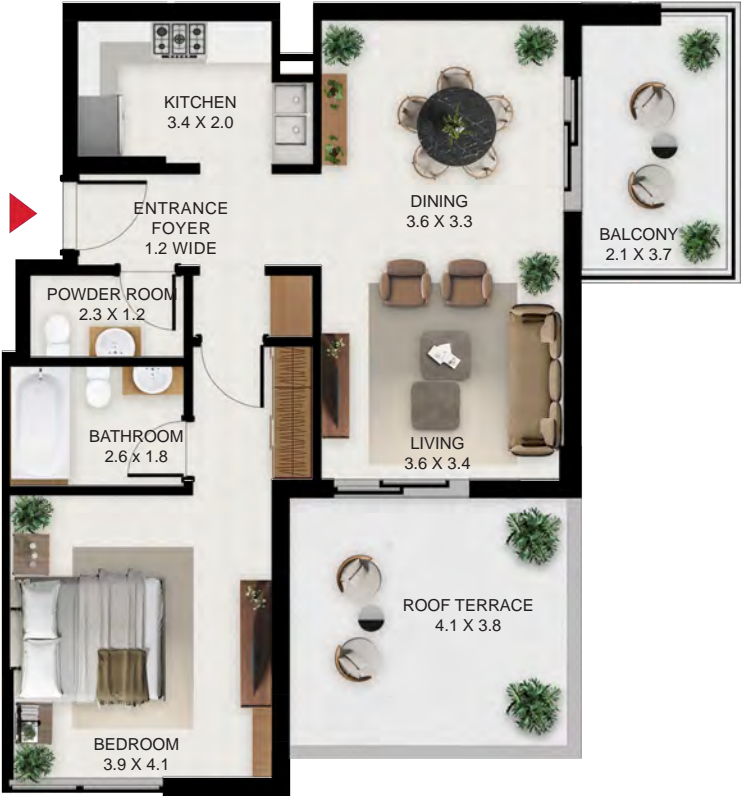 KITCHEN
3.4 X 2.0
ENTRANCE
FOYER
1.2 WIDE
DINING
3.6 X 3.3
BALCONY
2.1 X 3.7
POWDER ROOM
2.3 X 1.2
BATHROOM
2.6 x 1.8
LIVING
3.6 X 3.4
ROOF TERRACE
4.1 X 3.8
BEDROOM
3.9 X 4.1